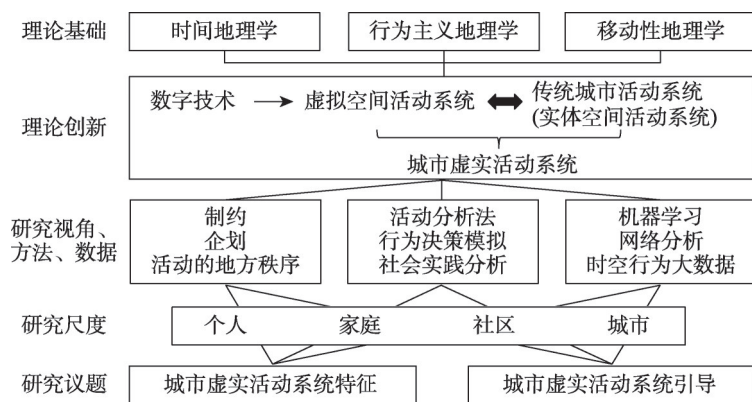 理论基础
时间地理学
行为主义地理学
移动性地理学
理论创新
数字技术
虚拟空间活动系统
传统城市活动系统
(实体空间活动系统)
城市虚实活动系统
研究视角、
方法、数据
制约
企划
活动的地方秩序
活动分析法
行为决策模拟
社会实践分析
机器学习
网络分析
时空行为大数据
研究尺度
个人
家庭
社区
城市
研究议题
城市虚实活动系统特征
城市虚实活动系统引导